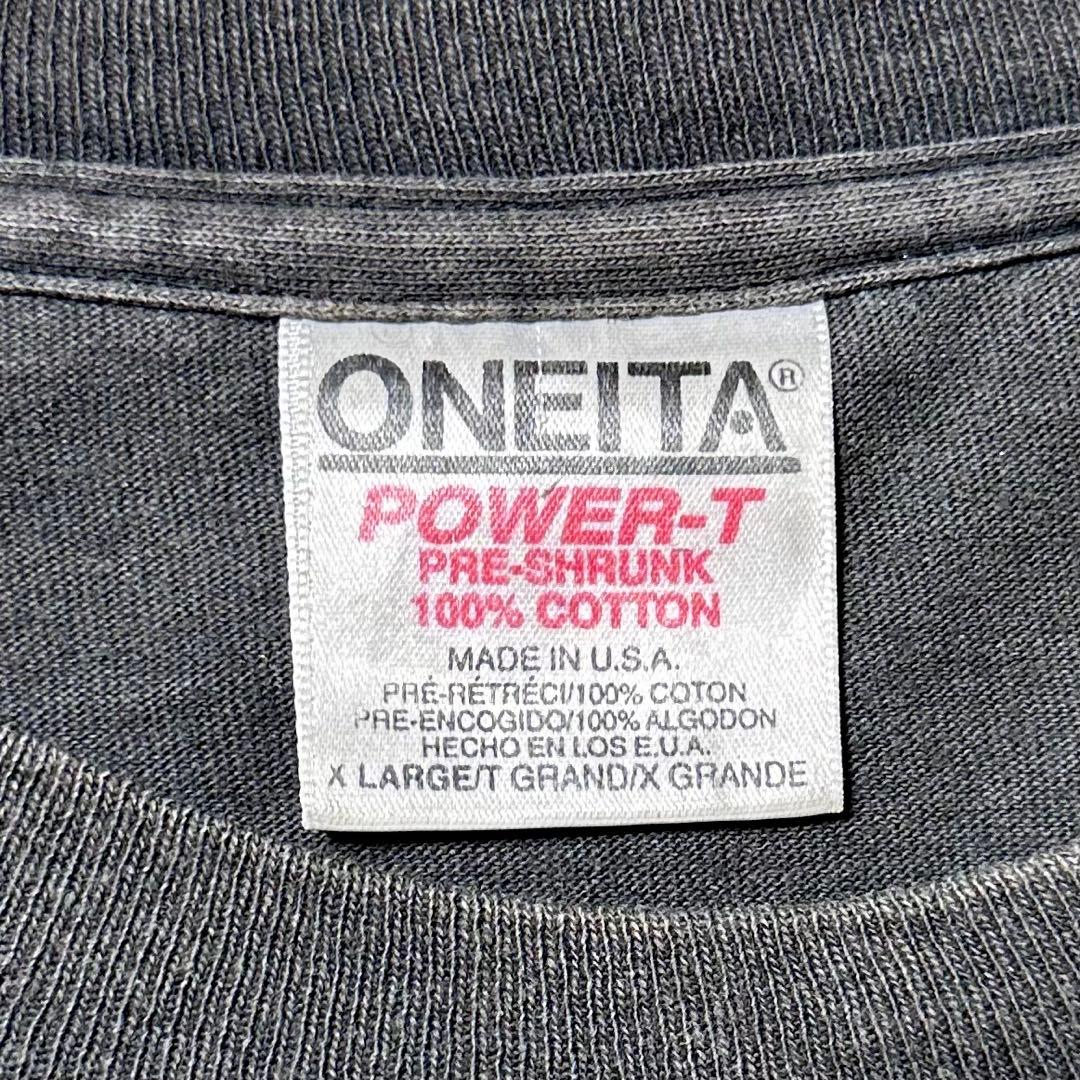 ONEITA®
POWER-T
PRE-SHRUNK
100% COTTON
MADE IN U.S.A.
PRÉ-RÉTRÉCI/100% COTON
PRE-ENCOGIDO/100% ALGODON
HECHO EN LOS E.U.A.
X LARGE/T GRAND/X GRANDE